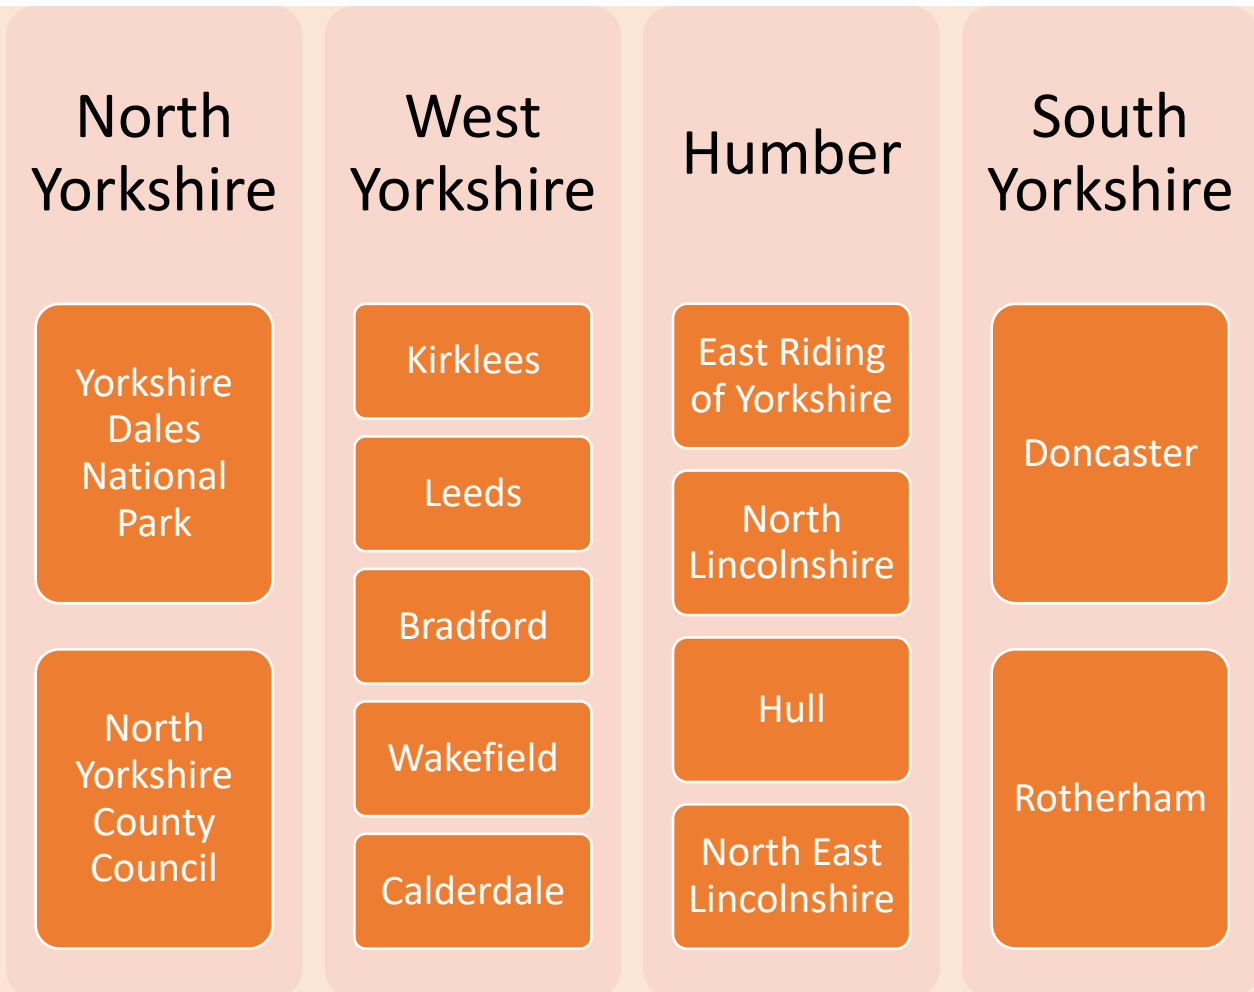 North
Yorkshire
Yorkshire
Dales
National
Park
North
Yorkshire
County
Council
West
Yorkshire
Kirklees
Leeds
Bradford
Wakefield
Calderdale
Humber
East Riding
of Yorkshire
North
Lincolnshire
Hull
North East
Lincolnshire
South
Yorkshire
Doncaster
Rotherham